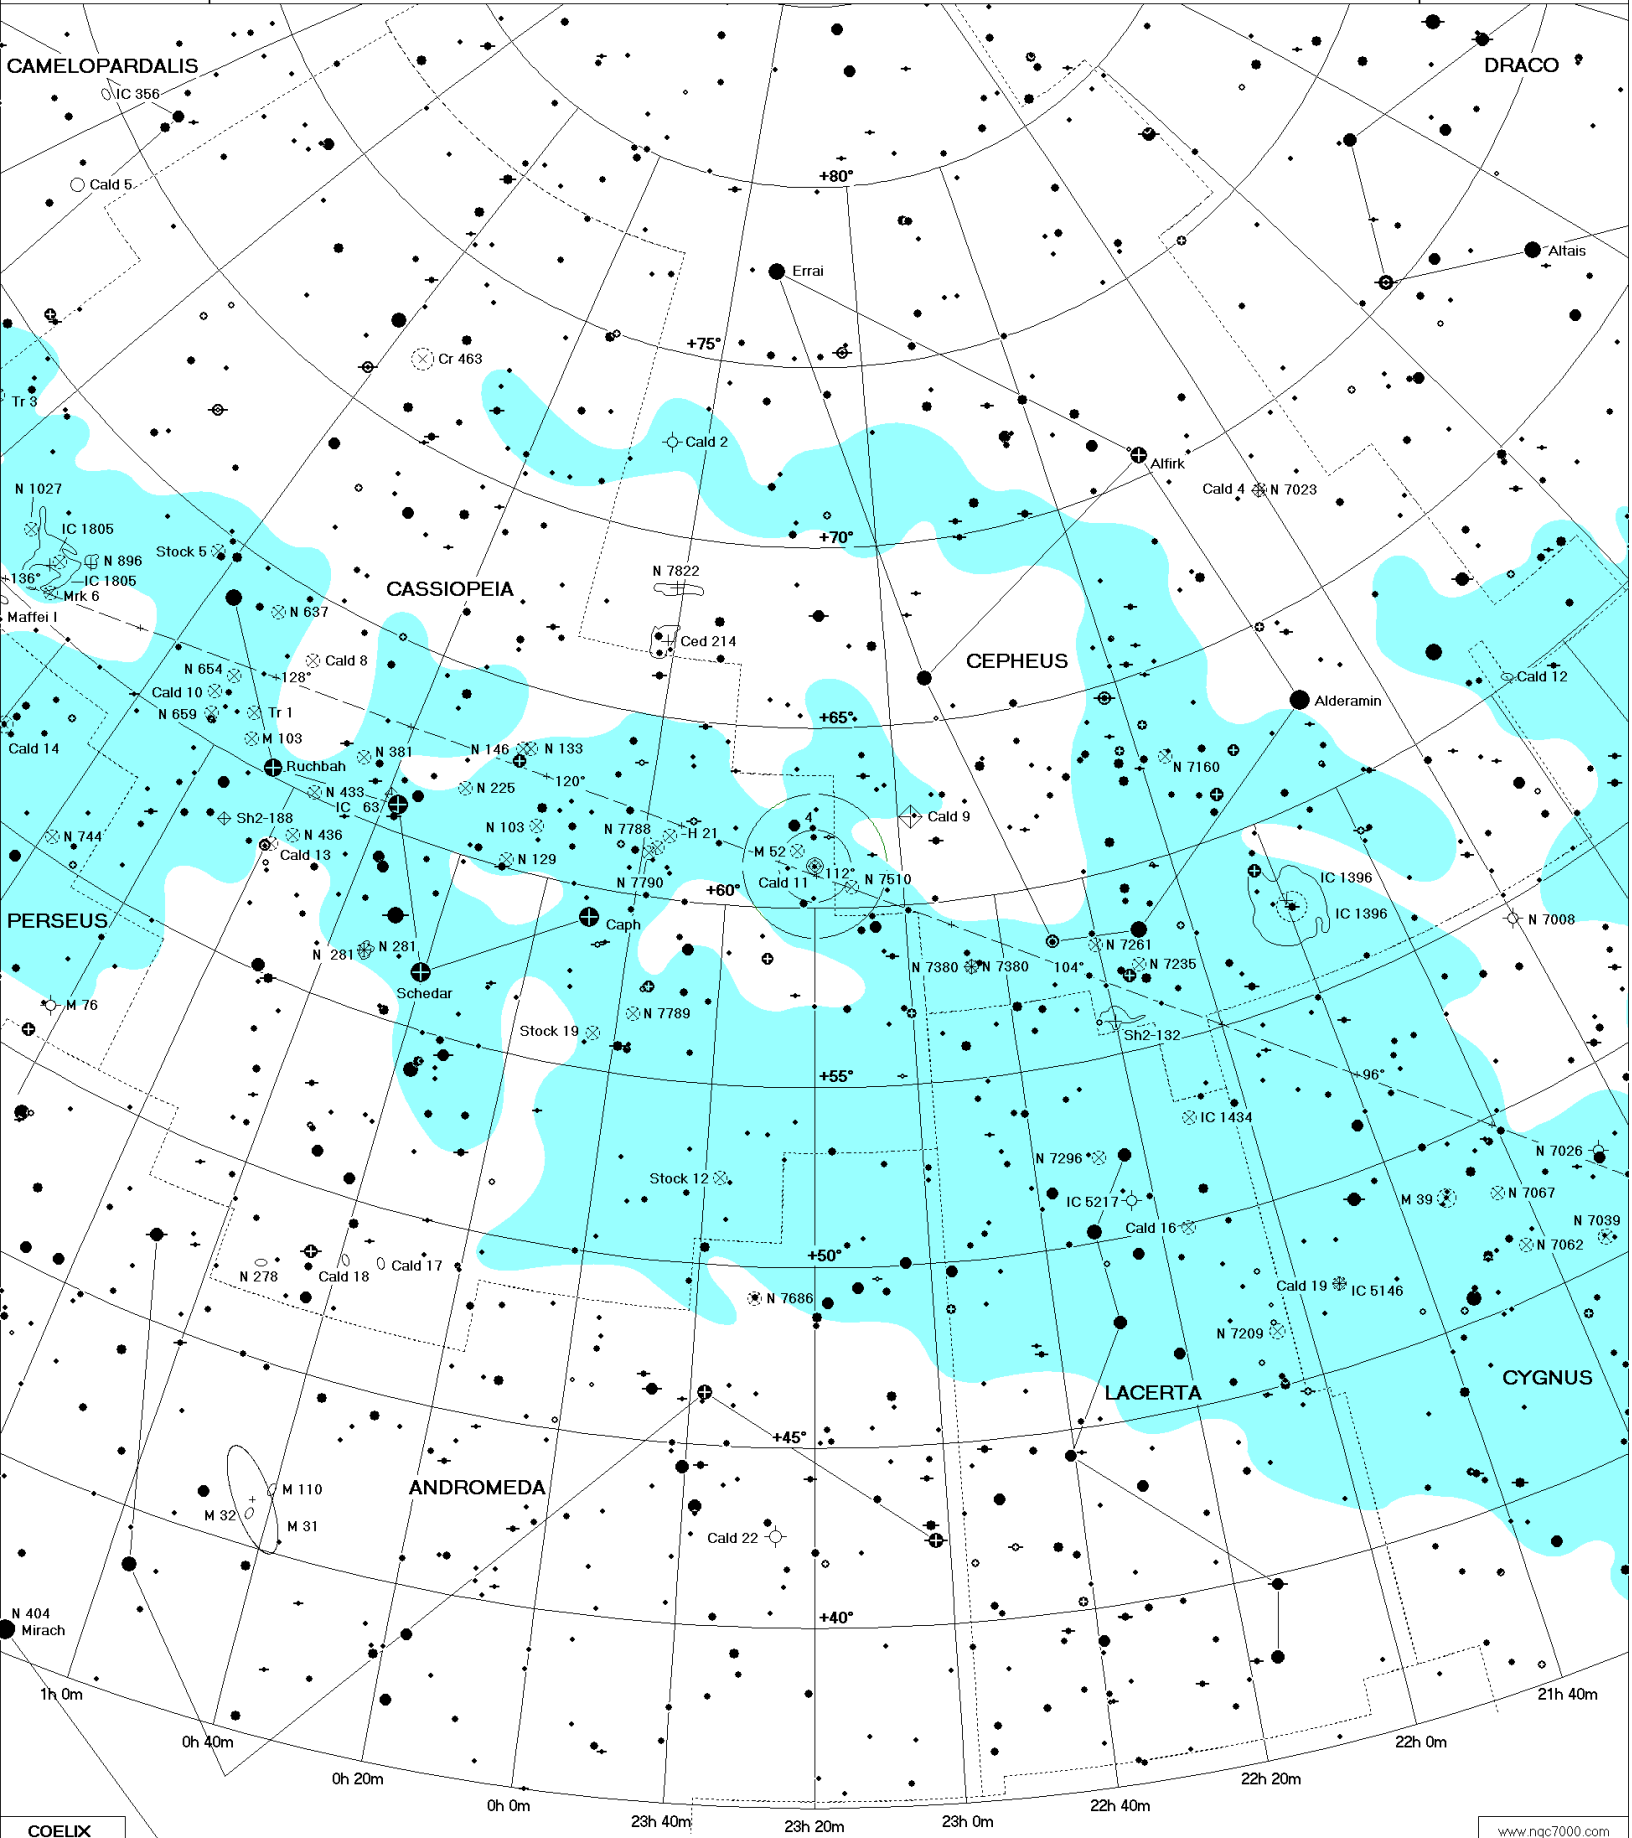 CAMELOPARDALIS
DRACO
IC 356
Cald 5
+80°
Altais
Errai
+75°
Cr 463
Tr 3
Cald 2
Alfirk
Cald 4
N 7023
N 1027
IC 1805
+70°
Stock 5
N 896
N 7822
136°
IC 1805
CASSIOPEIA
Mrk 6
Maffei I
N 637
Ced 214
CEPHEUS
Cald 8
N 654
128°
Cald 12
Cald 10
Alderamin
N 659
Tr 1
+65°
Cald 14
M 103
N 381
N 146
N 133
Ruchbah
N 7160
120°
N 433
N 225
IC 63
Sh2-188
4
Cald 9
N 744
N 436
N 103
N 7788
H 21
Cald 13
M 52
N 129
112°
N 7790
Cald 11
N 7510
IC 1396
+60°
IC 1396
PERSEUS
Caph
N 7008
N 281
N 281
N 7261
N 7380
N 7380
104°
N 7235
Schedar
M 76
N 7789
Stock 19
Sh2-132
+55°
96°
IC 1434
N 7026
N 7296
Stock 12
N 7067
M 39
IC 5217
N 7039
Cald 16
N 7062
+50°
N 278
Cald 18
Cald 17
Cald 19
IC 5146
N 7686
N 7209
CYGNUS
LACERTA
+45°
ANDROMEDA
M 110
M 32
M 31
Cald 22
N 404
Mirach
+40°
1h 0m
21h 40m
0h 40m
22h 0m
0h 20m
22h 20m
0h 0m
22h 40m
23h 40m
23h 20m
23h 0m
COELIX
www.ngc7000.com